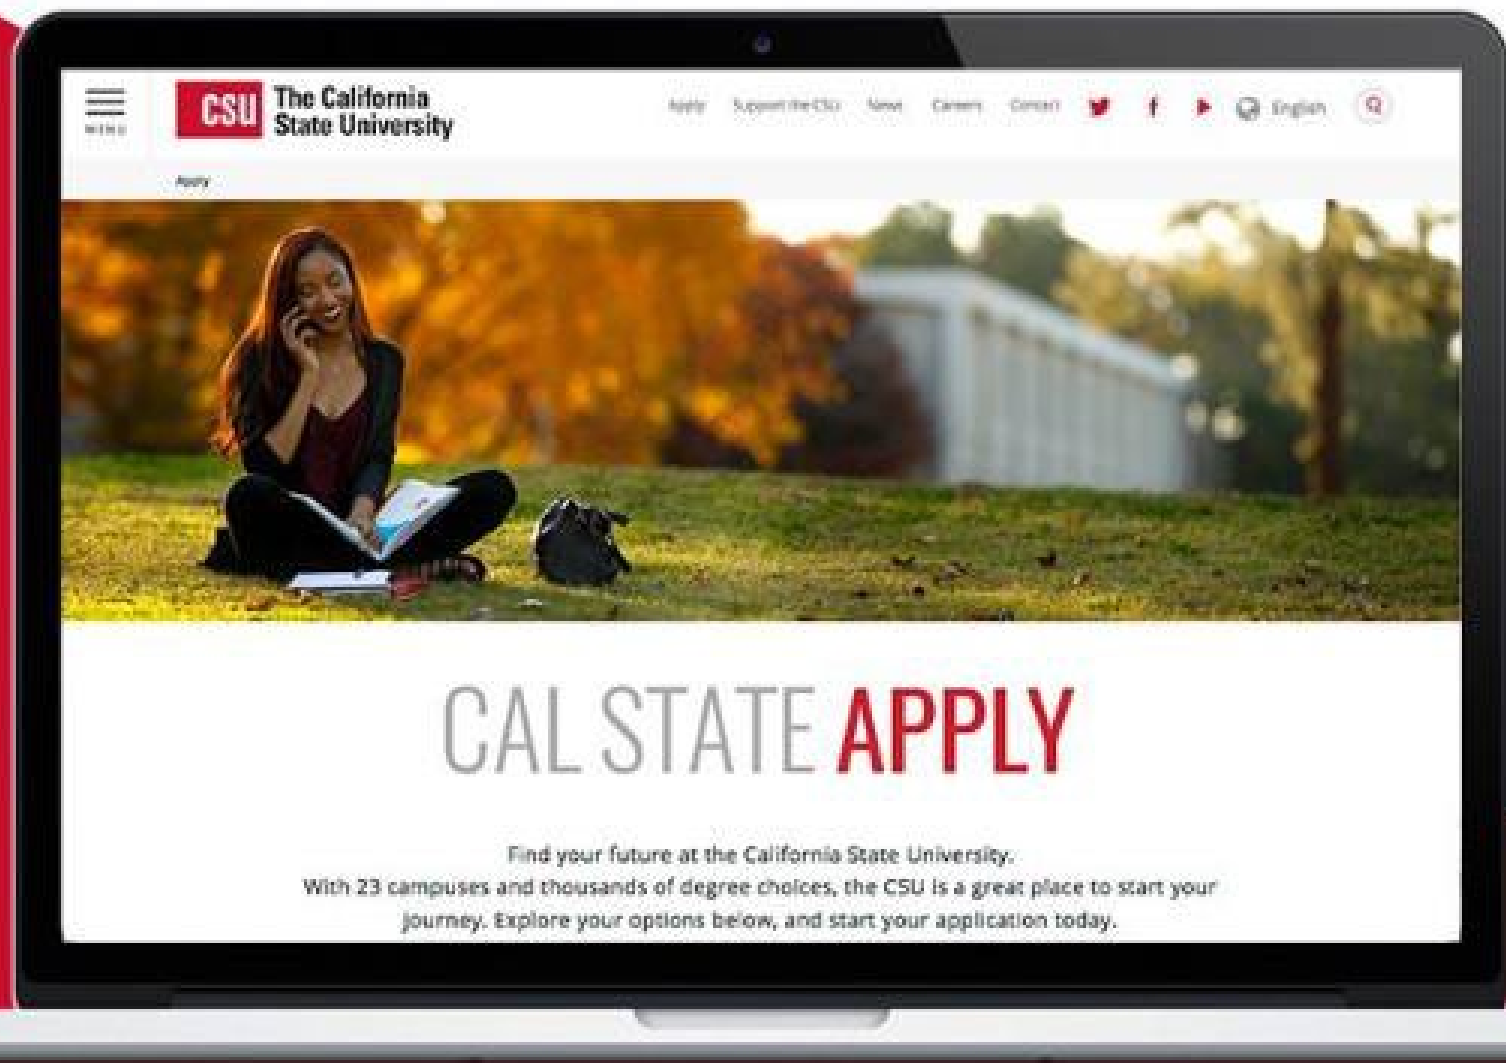 MENU
CSU The California
State University
Apply Support the CSU News Careers Contact English
Apply
CAL STATE APPLY
Find your future at the California State University.
With 23 campuses and thousands of degree choices, the CSU is a great place to start your
journey. Explore your options below, and start your application today.